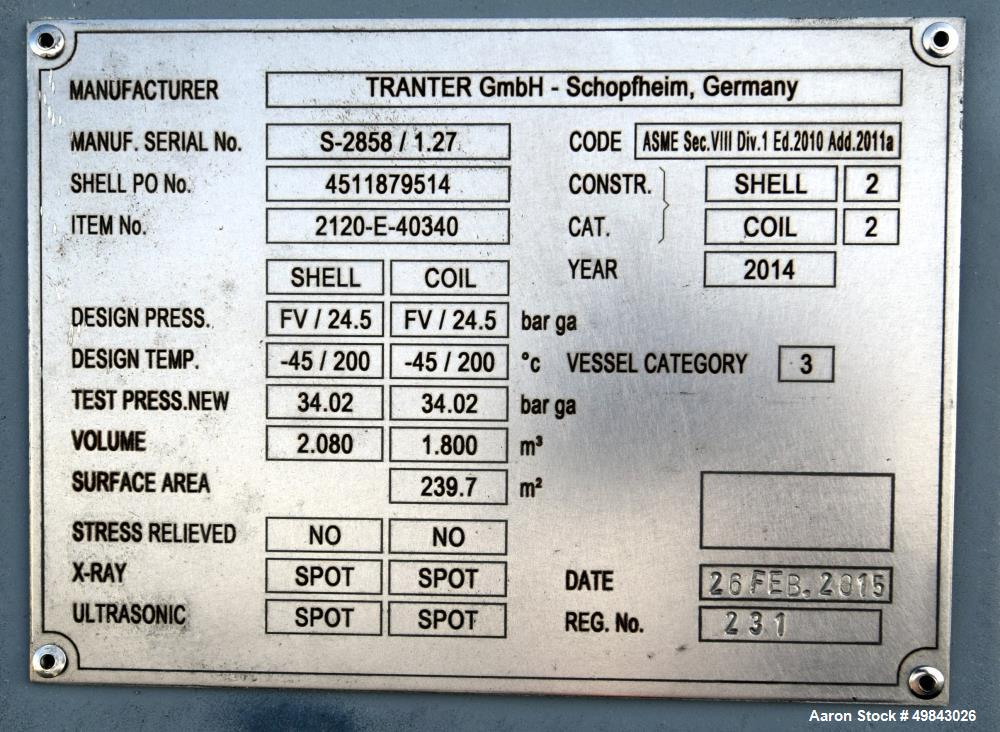 MANUFACTURER TRANTER GmbH - Schopfheim, Germany
MANUF. SERIAL No. S-2858 / 1.27 CODE ASME Sec.VIII Div.1 Ed.2010 Add.2011a
SHELL PO No. 4511879514 CONSTR. SHELL 2
ITEM No. 2120-E-40340 CAT. COIL 2
SHELL COIL YEAR 2014
DESIGN PRESS. FV / 24.5 FV / 24.5 bar ga
DESIGN TEMP. -45 / 200 -45 / 200 °c VESSEL CATEGORY 3
TEST PRESS.NEW 34.02 34.02 bar ga
VOLUME 2.080 1.800 m³
SURFACE AREA 239.7 m²
STRESS RELIEVED NO NO
X-RAY SPOT SPOT DATE 26 FEB. 2015
ULTRASONIC SPOT SPOT REG. No. 231
Aaron Stock # 49843026